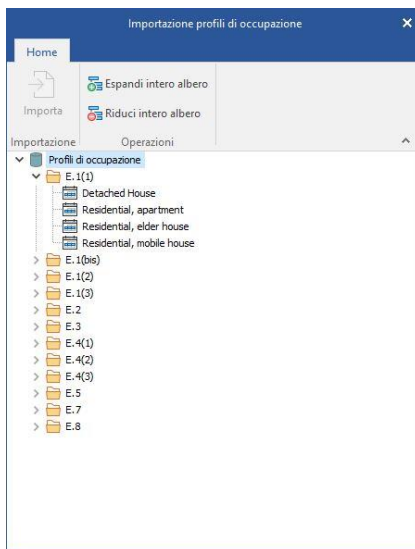 Importazione profili di occupazione
Home
Importa
Espandi intero albero
Riduci intero albero
Importazione
Operazioni
Profili di occupazione
E.1(1)
Detached House
Residential, apartment
Residential, elder house
Residential, mobile house
E.1(bis)
E.1(2)
E.1(3)
E.2
E.3
E.4(1)
E.4(2)
E.4(3)
E.5
E.7
E.8